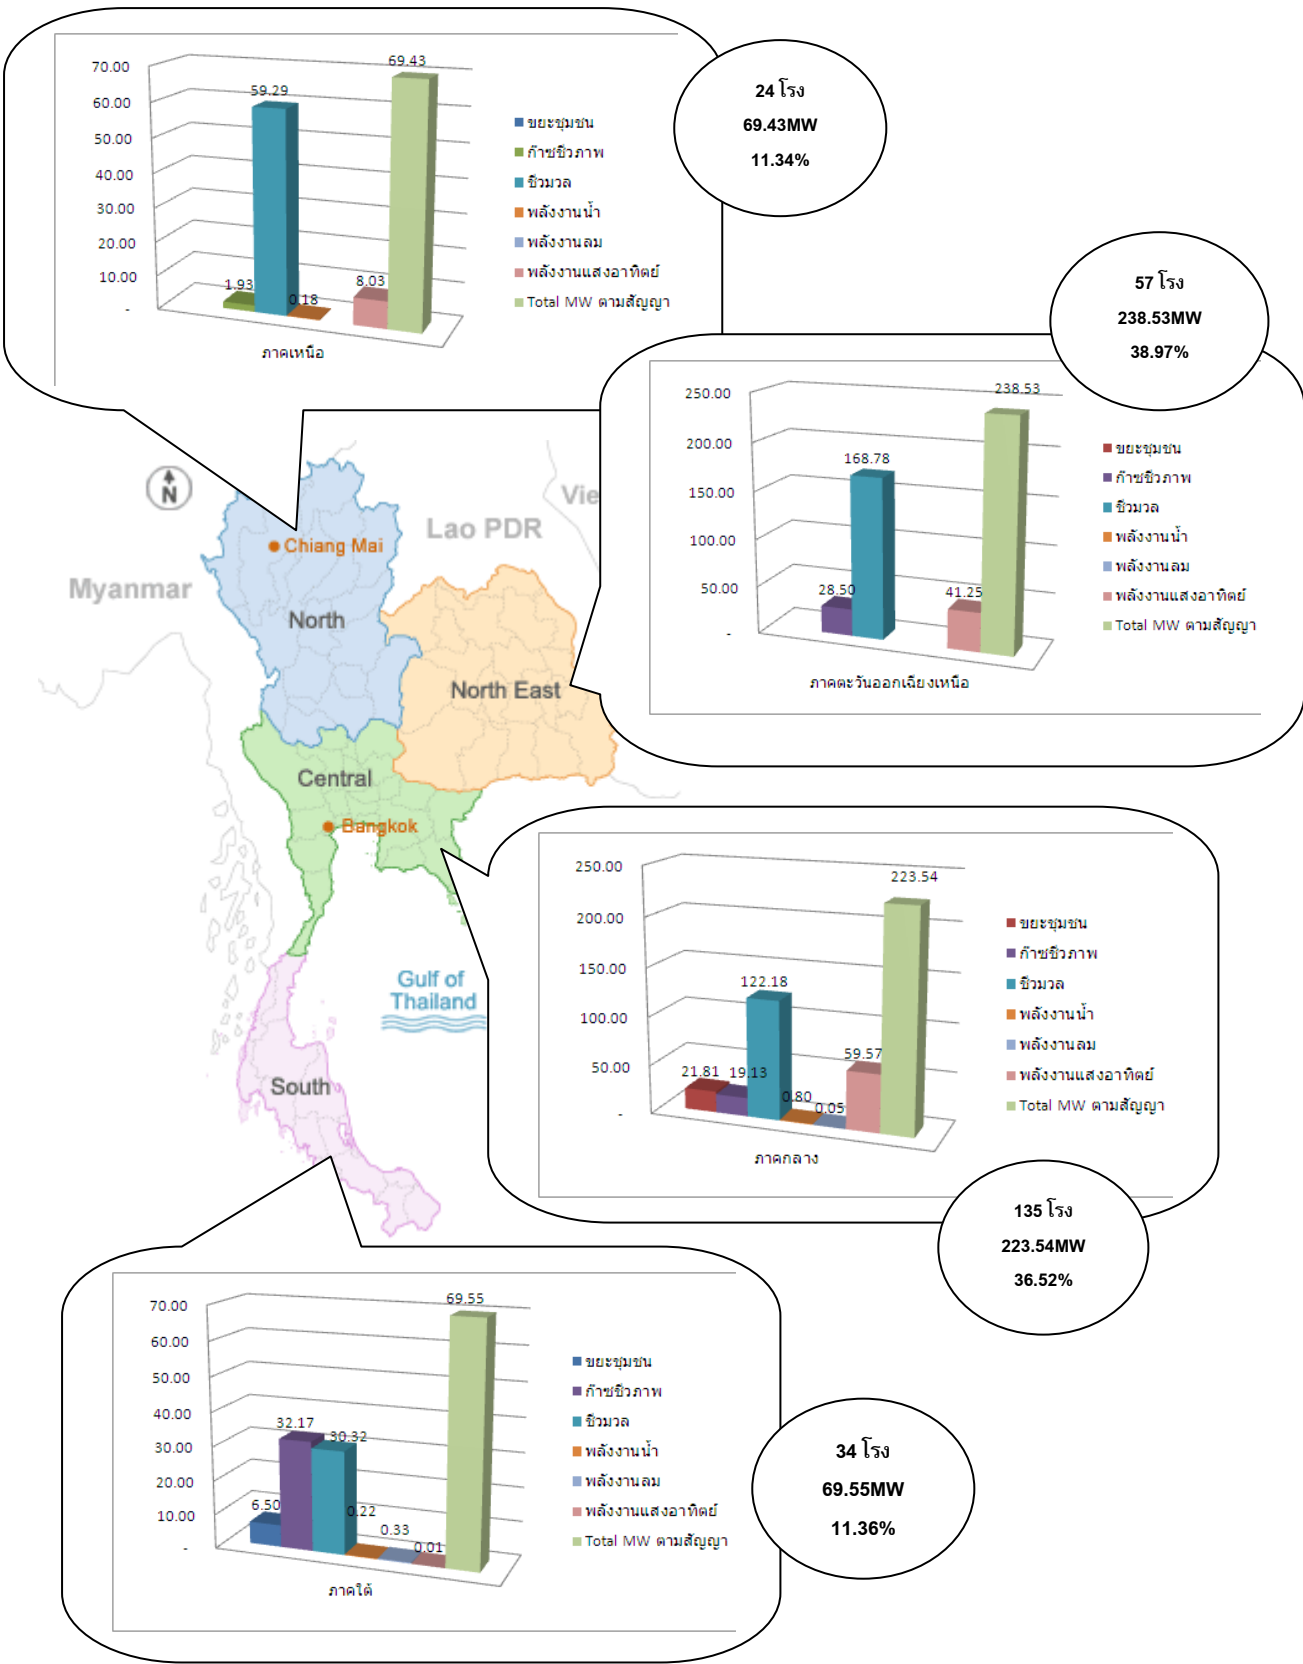 70.00
60.00
50.00
40.00
30.00
20.00
10.00
-
1.93
59.29
0.18
8.03
69.43
ภาคเหนือ
ขยะชุมชน
ก๊าซชีวภาพ
ชีวมวล
พลังงานน้ำ
พลังงานลม
พลังงานแสงอาทิตย์
Total MW ตามสัญญา
24 โรง
69.43MW
11.34%
57 โรง
238.53MW
38.97%
250.00
200.00
150.00
100.00
50.00
-
28.50
168.78
41.25
238.53
ภาคตะวันออกเฉียงเหนือ
ขยะชุมชน
ก๊าซชีวภาพ
ชีวมวล
พลังงานน้ำ
พลังงานลม
พลังงานแสงอาทิตย์
Total MW ตามสัญญา
N
Myanmar
Lao PDR
Vie
Chiang Mai
North
North East
Central
Bangkok
Gulf of
Thailand
South
250.00
200.00
150.00
100.00
50.00
-
21.81
19.13
122.18
0.80
0.05
59.57
223.54
ภาคกลาง
ขยะชุมชน
ก๊าซชีวภาพ
ชีวมวล
พลังงานน้ำ
พลังงานลม
พลังงานแสงอาทิตย์
Total MW ตามสัญญา
135 โรง
223.54MW
36.52%
70.00
60.00
50.00
40.00
30.00
20.00
10.00
-
6.50
32.17
30.32
0.22
0.33
0.01
69.55
ภาคใต้
ขยะชุมชน
ก๊าซชีวภาพ
ชีวมวล
พลังงานน้ำ
พลังงานลม
พลังงานแสงอาทิตย์
Total MW ตามสัญญา
34 โรง
69.55MW
11.36%